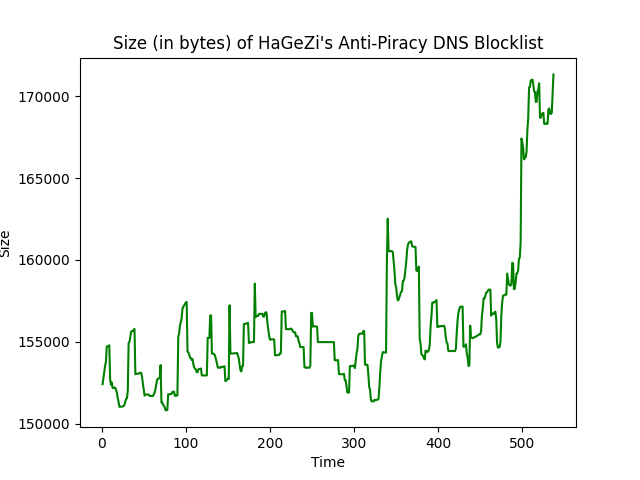 Size (in bytes) of HaGeZi's Anti-Piracy DNS Blocklist
170000
165000
160000
155000
150000
Size
0 100 200 300 400 500
Time